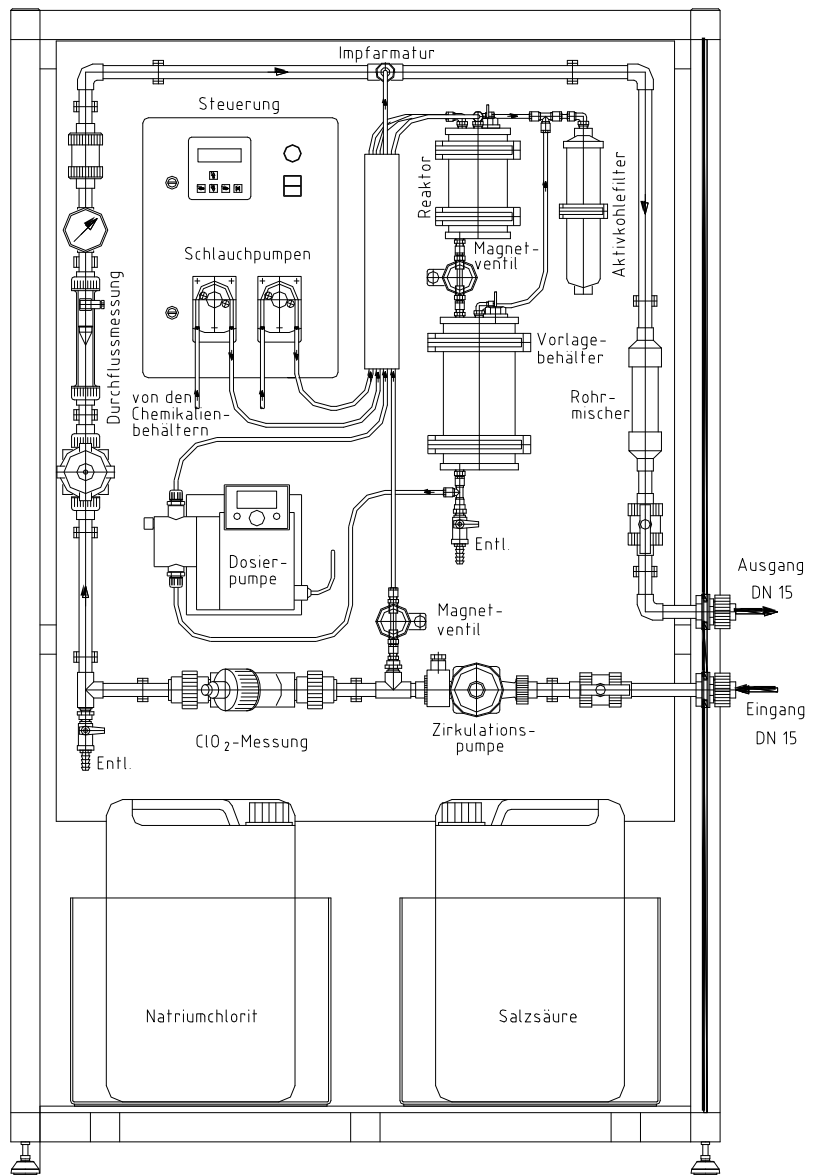 Impfarmatur
Steuerung
Reaktor
Aktivkohlefilter
Magnet-
ventil
Schlauchpumpen
Durchflussmessung
Vorlage-
behälter
von den
Chemikalien-
behältern
Rohr-
mischer
Dosier-
pumpe
Entl.
Ausgang
DN 15
Magnet-
ventil
Eingang
DN 15
ClO₂-Messung
Zirkulations-
pumpe
Entl.
Natriumchlorit
Salzsäure